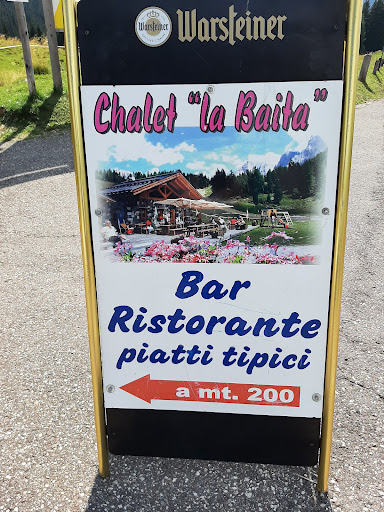 Warsteiner
Warsteiner
Chalet "la Baita"
Bar
Ristorante
piatti tipici
a mt. 200